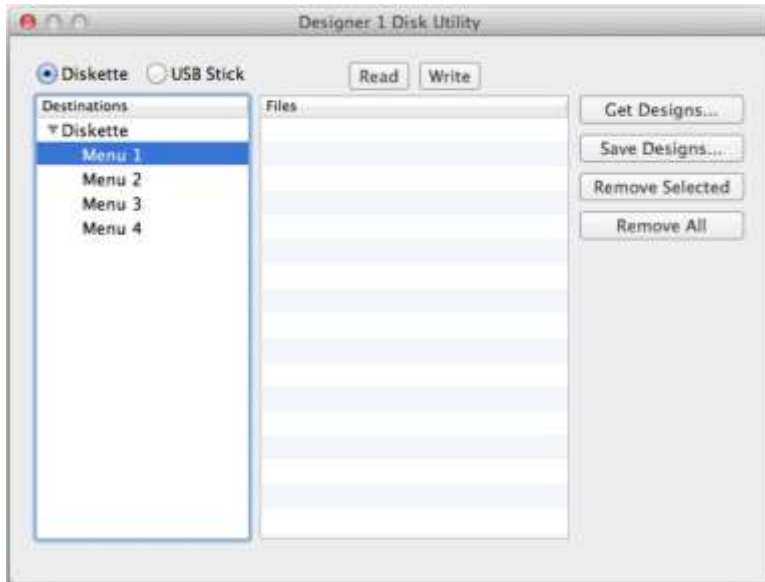 Designer 1 Disk Utility
Diskette USB Stick
Read Write
Destinations
Diskette
Menu 1
Menu 2
Menu 3
Menu 4
Files
Get Designs...
Save Designs...
Remove Selected
Remove All